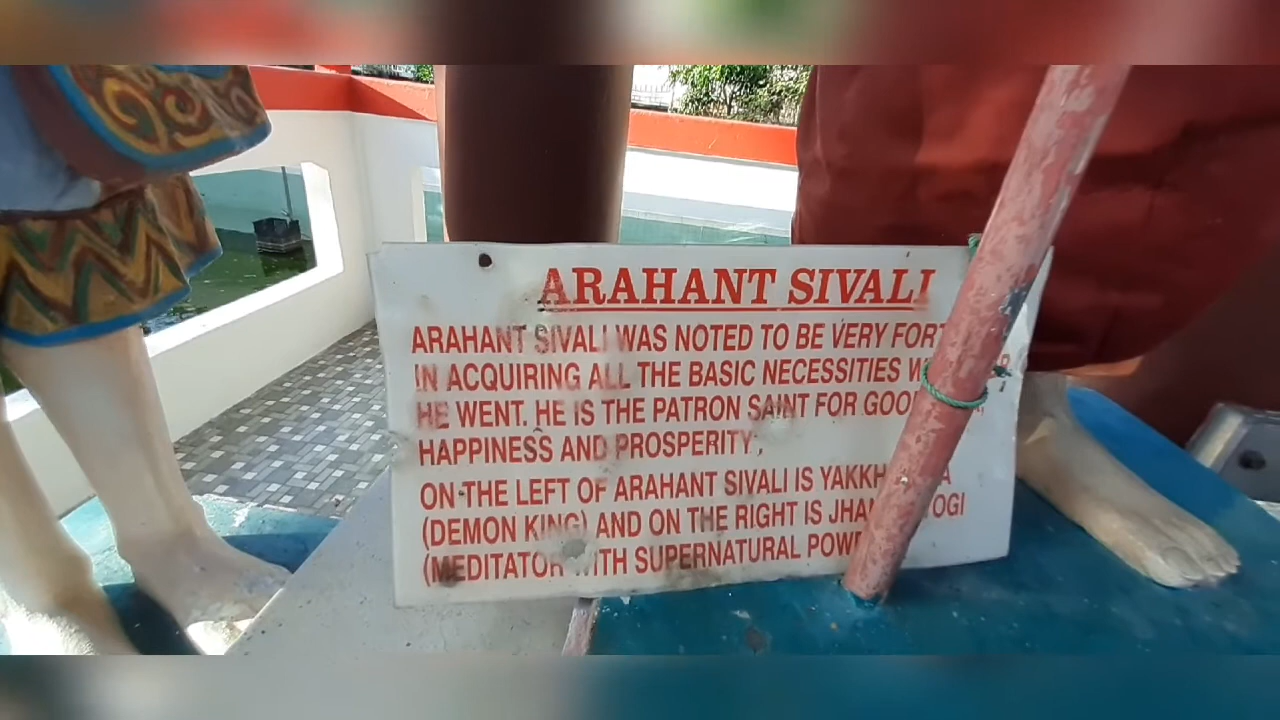 ARAHANT SIVALI
ARAHANT SIVALI WAS NOTED TO BE VERY
IN ACQUIRING ALL THE BASIC NECESSITIES
HE WENT. HE IS THE PATRON SAINT FOR
HAPPINESS AND PROSPERITY,
ON THE LEFT OF ARAHANT SIVALI IS
(DEMON KING) AND ON THE RIGHT IS
(MEDITATOR WITH SUPERNATURAL